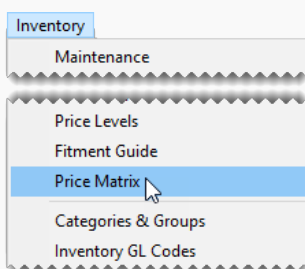 Inventory
Maintenance
Price Levels
Fitment Guide
Price Matrix
Categories & Groups
Inventory GL Codes